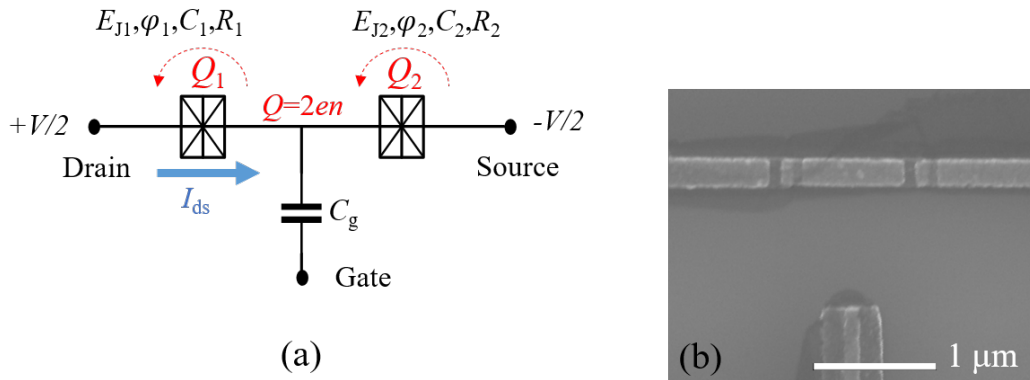 E_J1,φ_1,C_1,R_1
E_J2,φ_2,C_2,R_2
Q_1
Q_2
Q=2en
+V/2
-V/2
Drain
Source
I_ds
C_g
Gate
(a)
(b)
1 μm